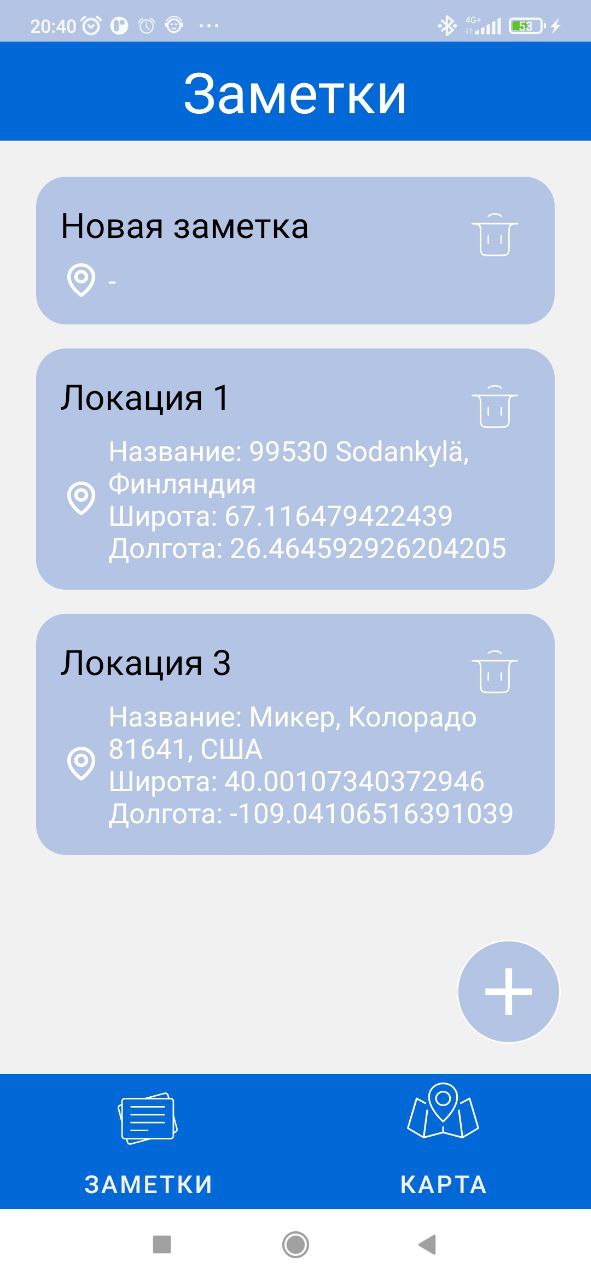 20:40
4G+
53
Заметки
Новая заметка
-
Локация 1
Название: 99530 Sodankylä,
Финляндия
Широта: 67.116479422439
Долгота: 26.464592926204205
Локация 3
Название: Микер, Колорадо
81641, США
Широта: 40.00107340372946
Долгота: -109.04106516391039
ЗАМЕТКИ
КАРТА